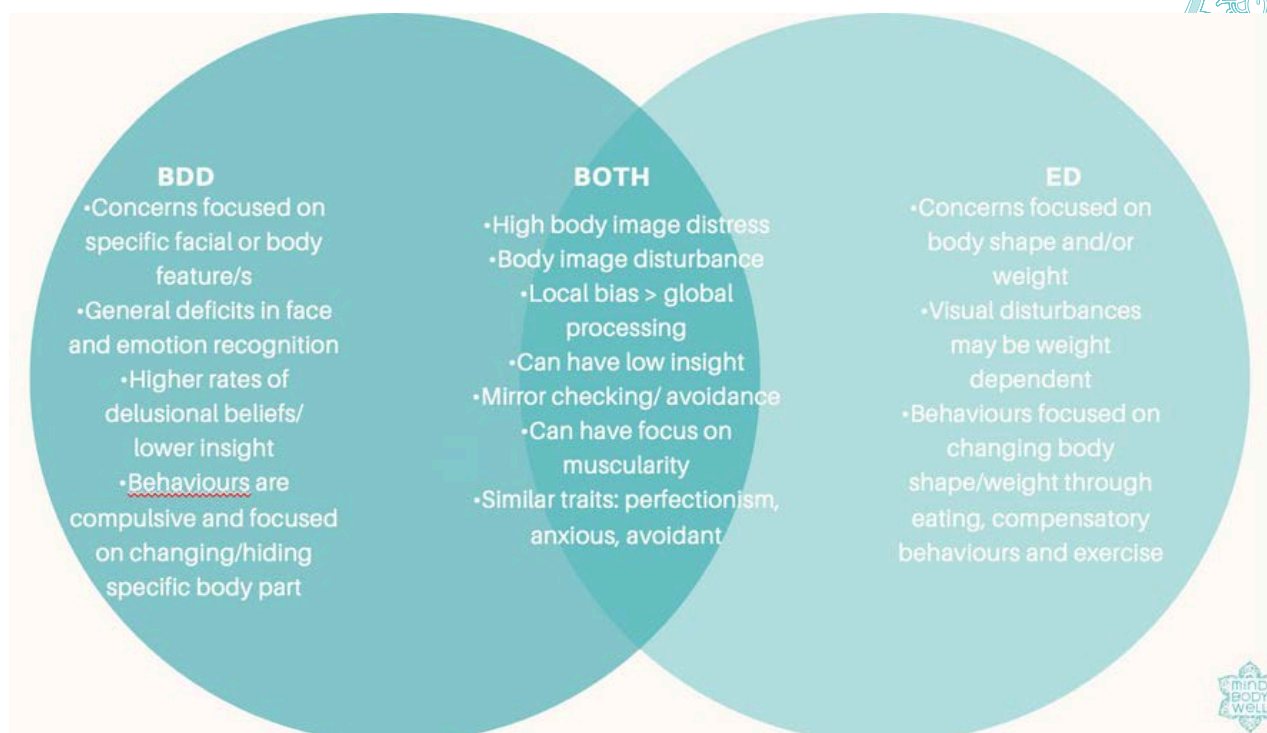 BDD
•Concerns focused on
specific facial or body
feature/s
•General deficits in face
and emotion recognition
•Higher rates of
delusional beliefs/
lower insight
•Behaviours are
compulsive and focused
on changing/hiding
specific body part
BOTH
•High body image distress
•Body image disturbance
•Local bias > global
processing
•Can have low insight
•Mirror checking/ avoidance
•Can have focus on
muscularity
•Similar traits: perfectionism,
anxious, avoidant
ED
•Concerns focused on
body shape and/or
weight
•Visual disturbances
may be weight
dependent
•Behaviours focused on
changing body
shape/weight through
eating, compensatory
behaviours and exercise
MIND
BODY
WELL